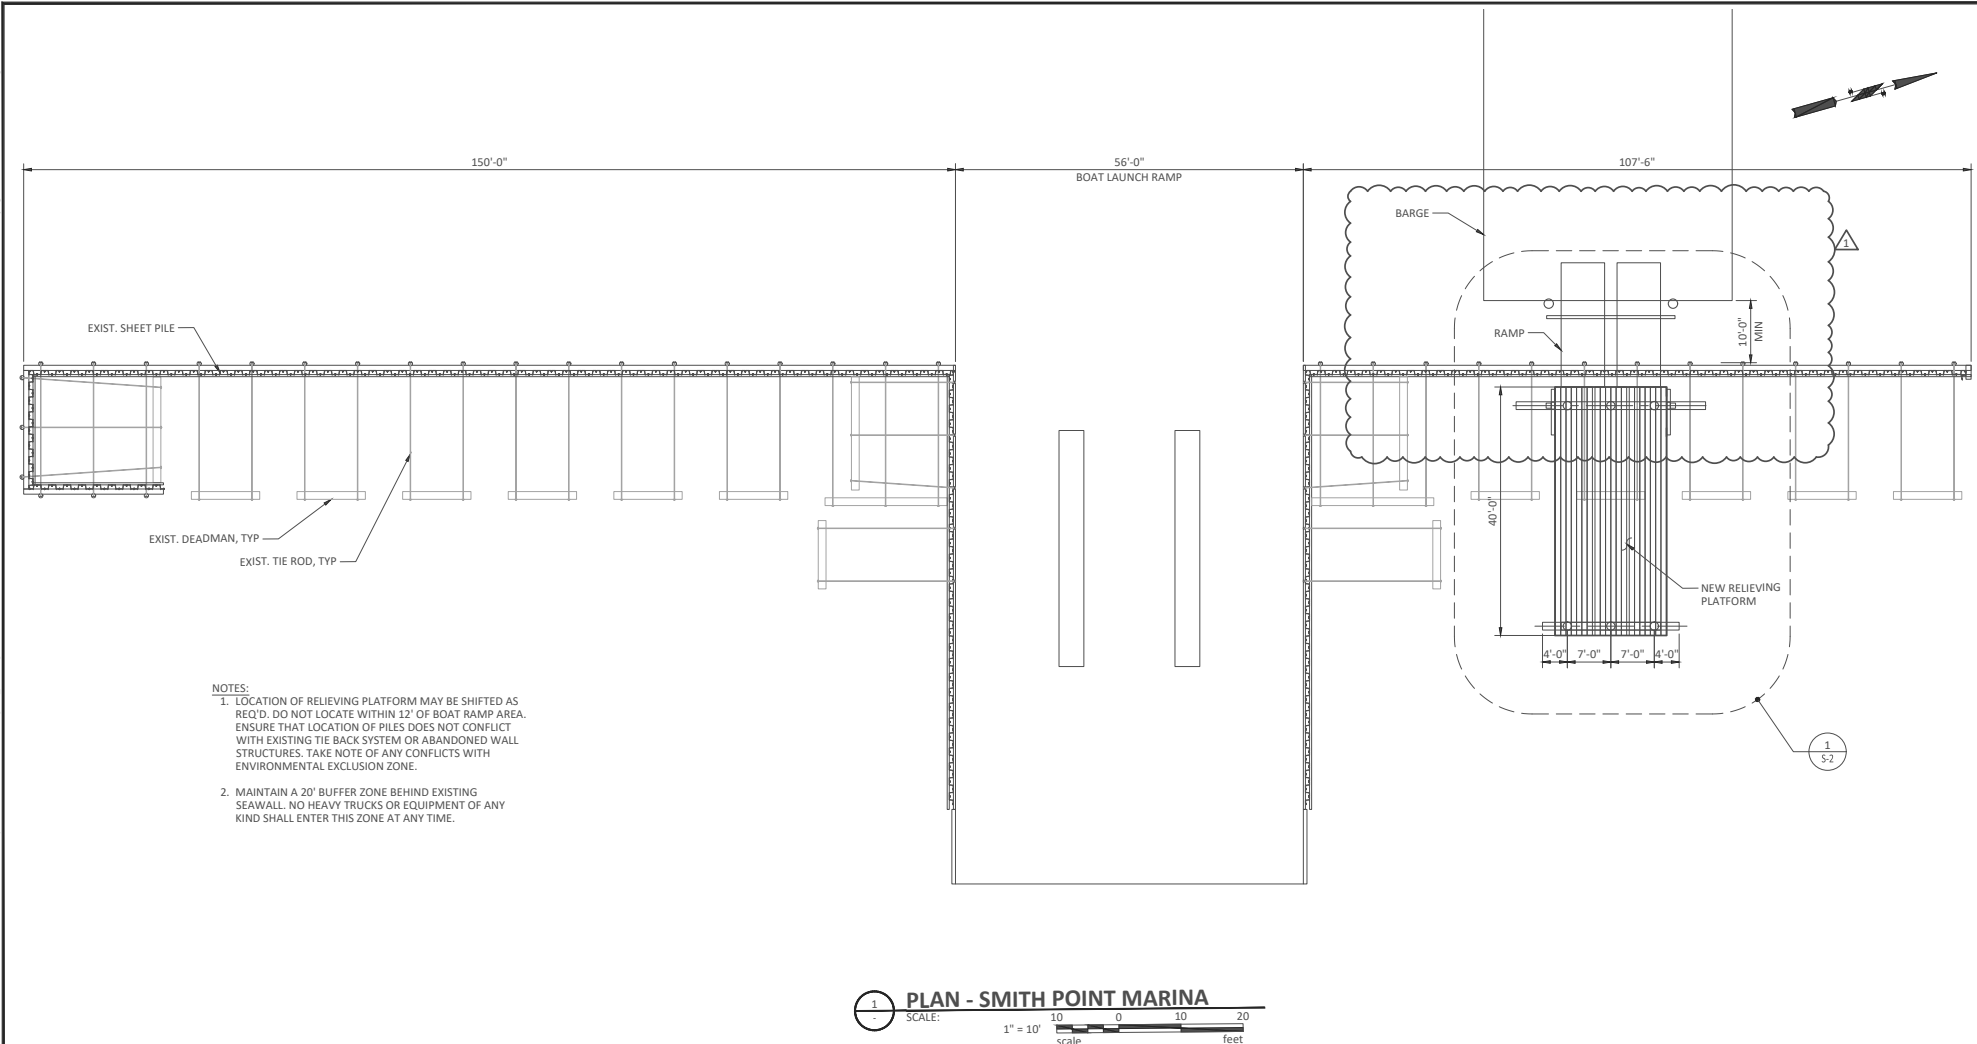 150'-0"
56'-0"
BOAT LAUNCH RAMP
107'-6"
BARGE
1
EXIST. SHEET PILE
RAMP
10'-0"
MIN
40'-0"
EXIST. DEADMAN, TYP
EXIST. TIE ROD, TYP
NEW RELIEVING
PLATFORM
4'-0" 7'-0" 7'-0" 4'-0"
1
S-2
NOTES:
1. LOCATION OF RELIEVING PLATFORM MAY BE SHIFTED AS
REQ'D. DO NOT LOCATE WITHIN 12' OF BOAT RAMP AREA.
ENSURE THAT LOCATION OF PILES DOES NOT CONFLICT
WITH EXISTING TIE BACK SYSTEM OR ABANDONED WALL
STRUCTURES. TAKE NOTE OF ANY CONFLICTS WITH
ENVIRONMENTAL EXCLUSION ZONE.
2. MAINTAIN A 20' BUFFER ZONE BEHIND EXISTING
SEAWALL. NO HEAVY TRUCKS OR EQUIPMENT OF ANY
KIND SHALL ENTER THIS ZONE AT ANY TIME.
1
-
PLAN - SMITH POINT MARINA
SCALE:
1" = 10'
10 0 10 20
scale feet